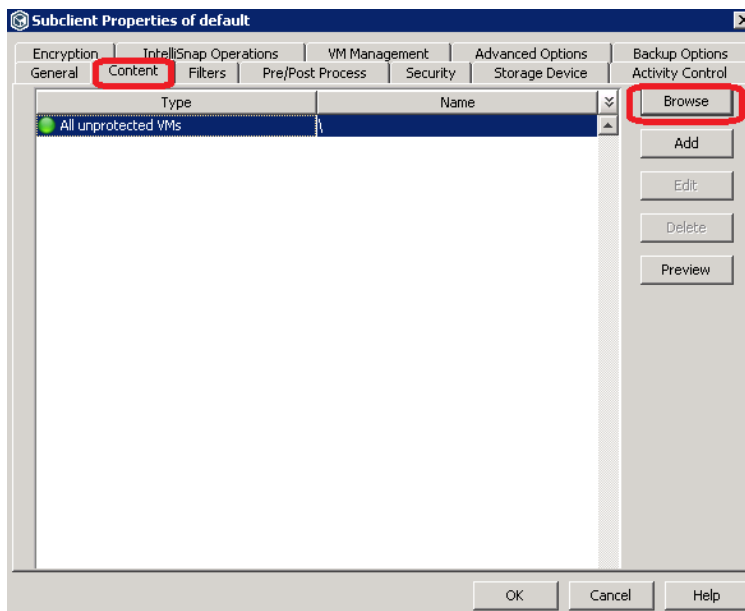 Subclient Properties of default
Encryption IntelliSnap Operations VM Management Advanced Options Backup Options
General Content Filters Pre/Post Process Security Storage Device Activity Control
Type Name
All unprotected VMs \
Browse
Add
Edit
Delete
Preview
OK Cancel Help